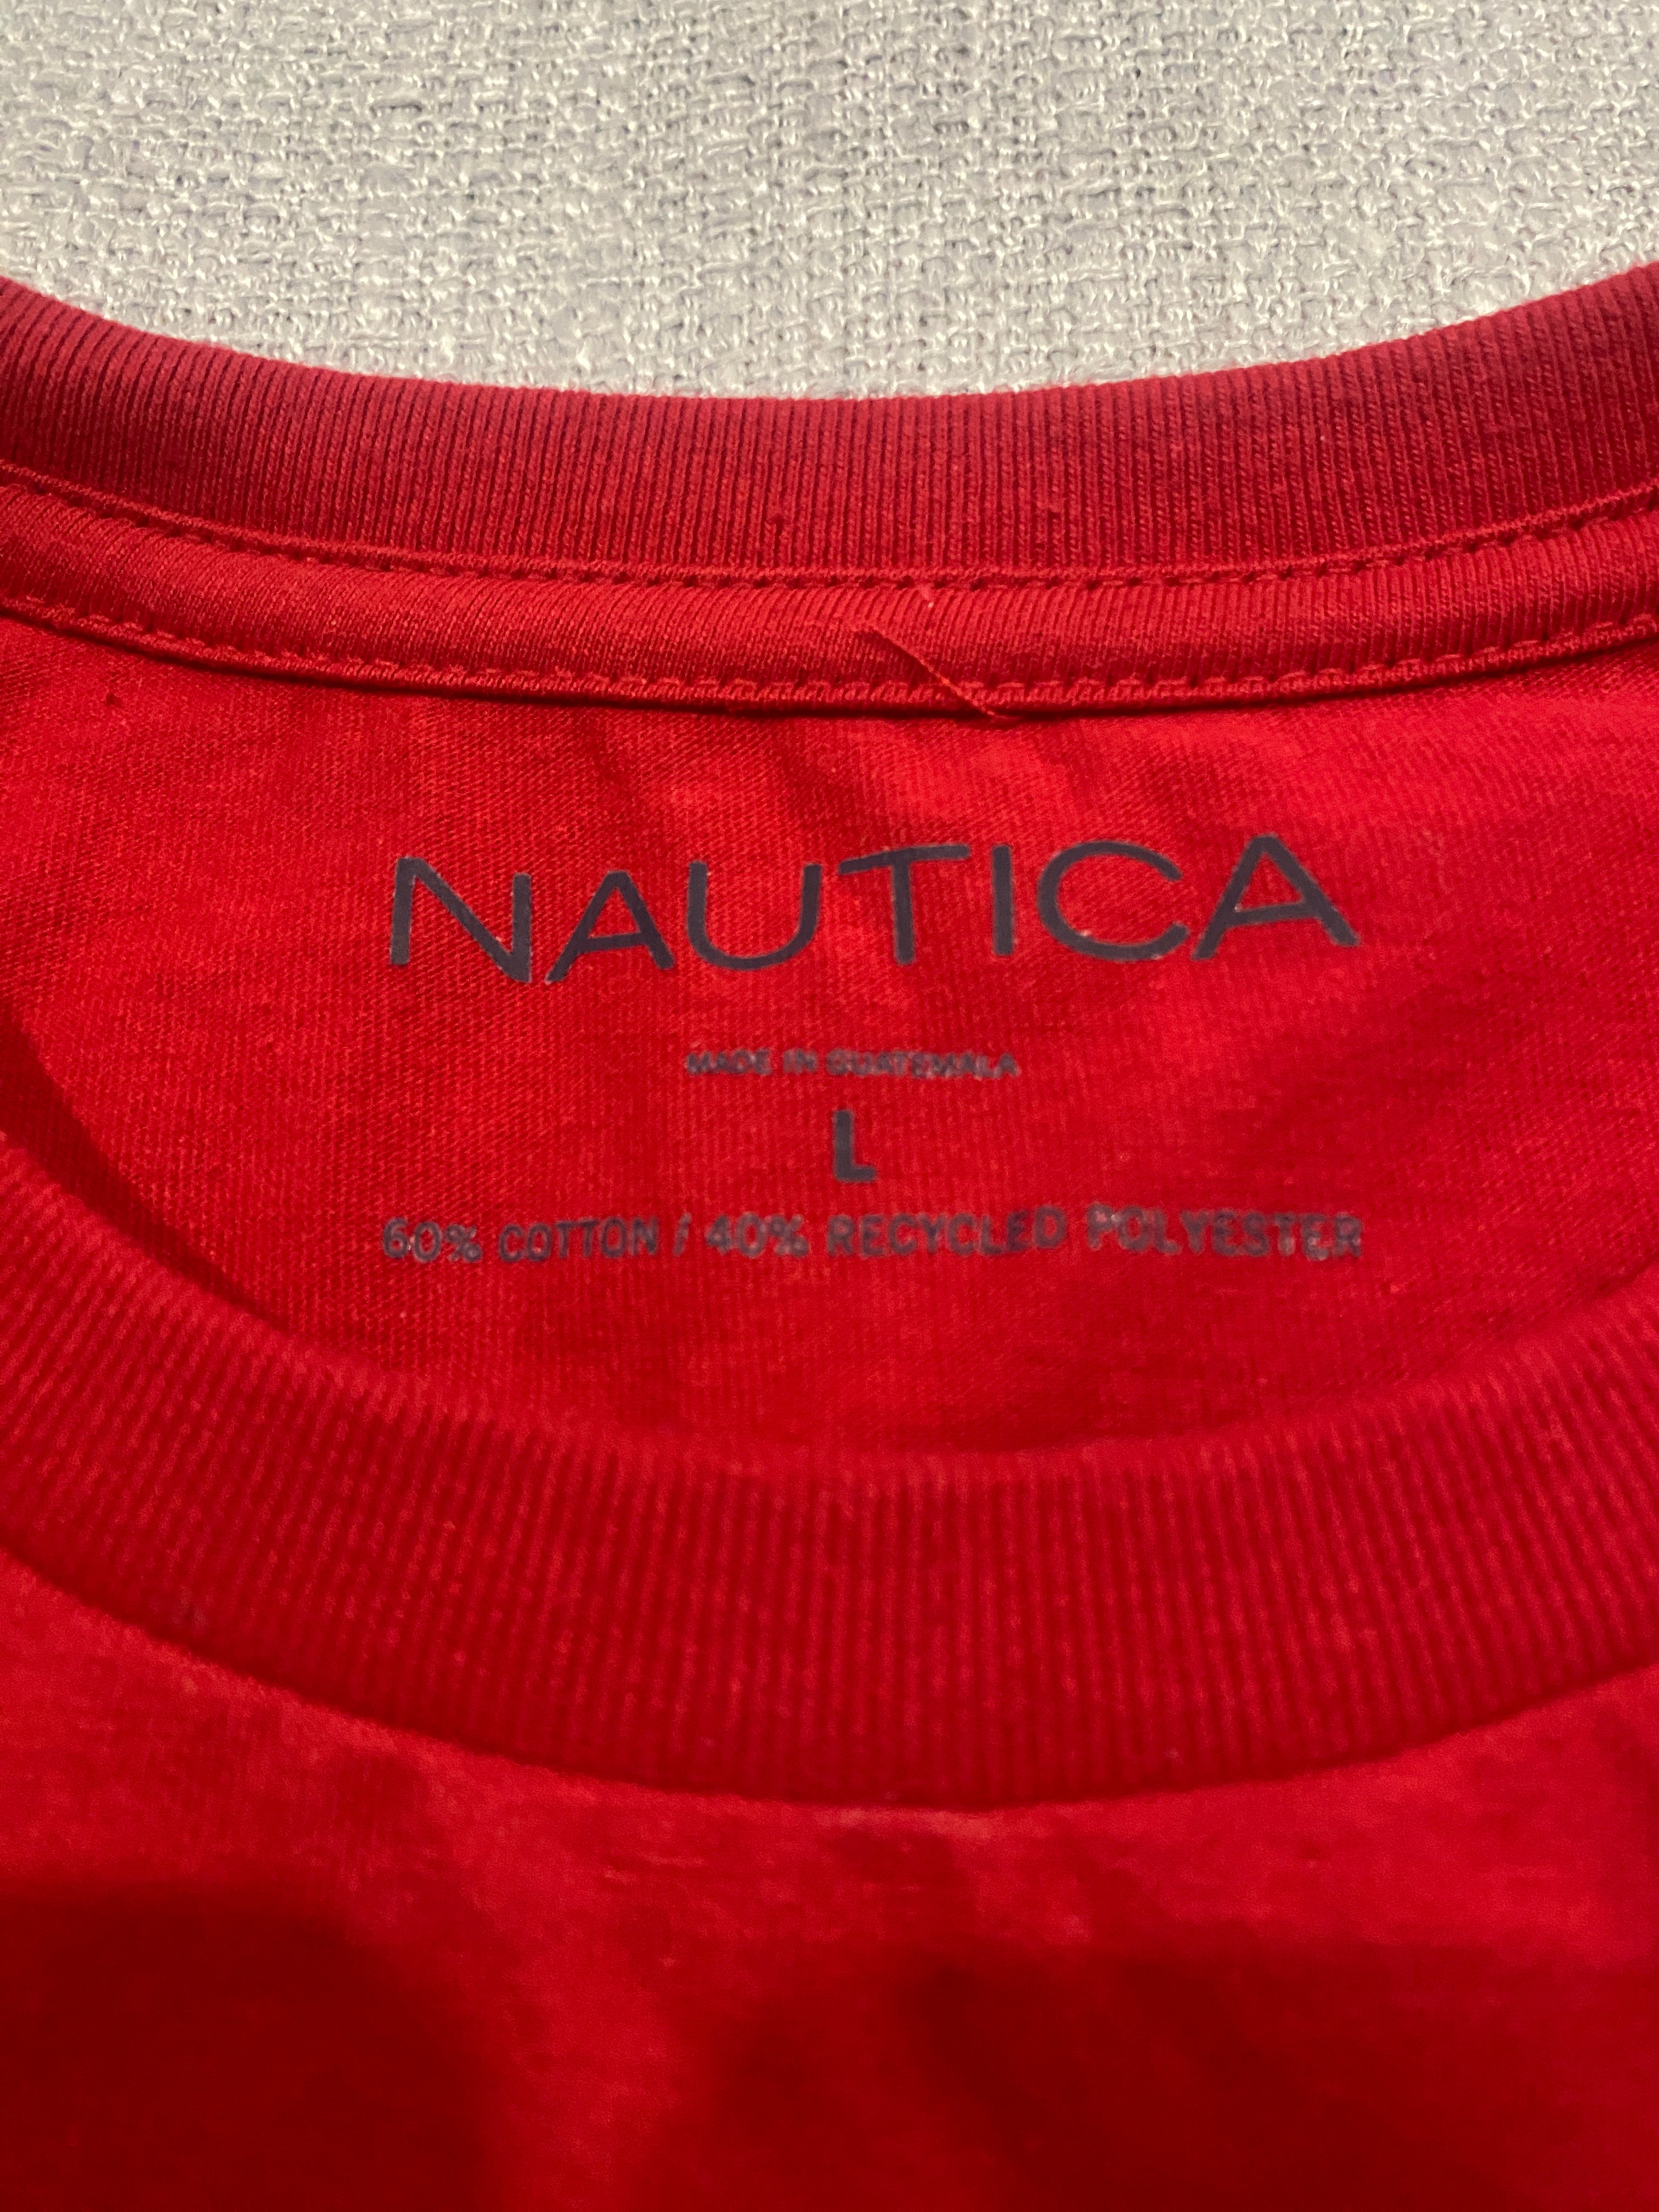 NAUTICA
MADE IN GUATEMALA
L
60% COTTON / 40% RECYCLED POLYESTER